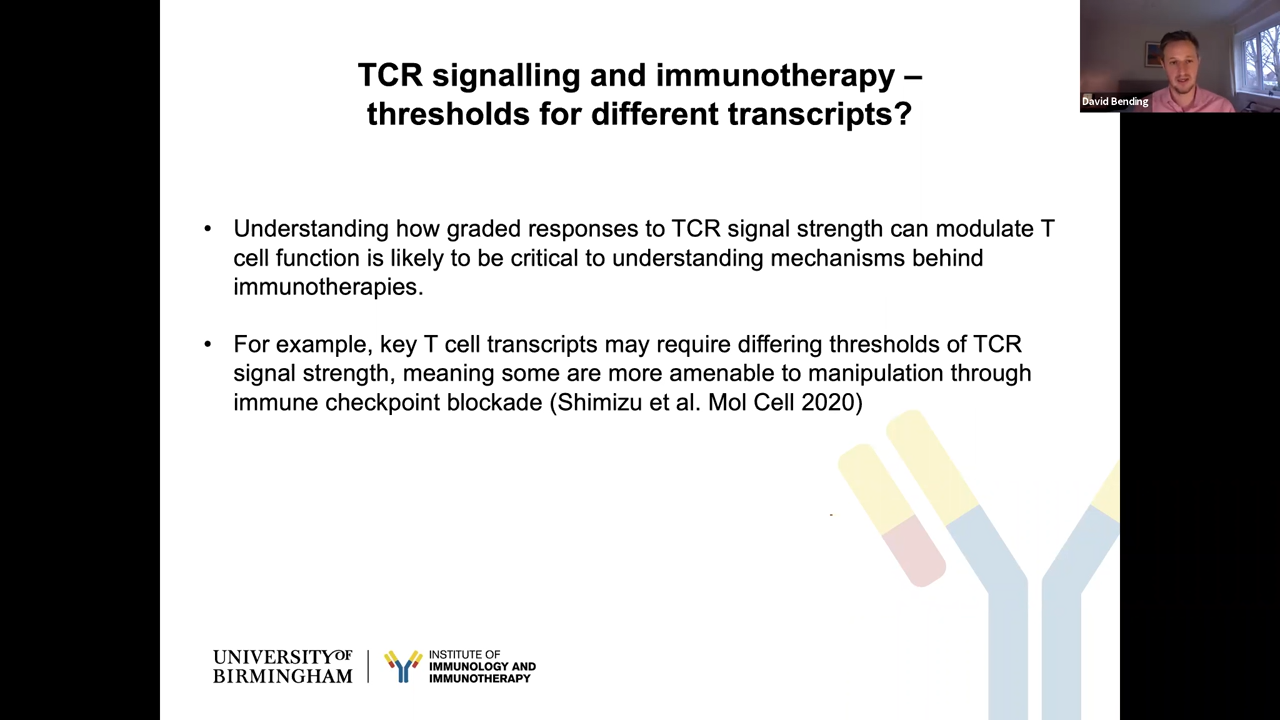 TCR signalling and immunotherapy –
thresholds for different transcripts?
David Bending
• Understanding how graded responses to TCR signal strength can modulate T
cell function is likely to be critical to understanding mechanisms behind
immunotherapies.
• For example, key T cell transcripts may require differing thresholds of TCR
signal strength, meaning some are more amenable to manipulation through
immune checkpoint blockade (Shimizu et al. Mol Cell 2020)
UNIVERSITY OF
BIRMINGHAM
INSTITUTE OF
IMMUNOLOGY AND
IMMUNOTHERAPY